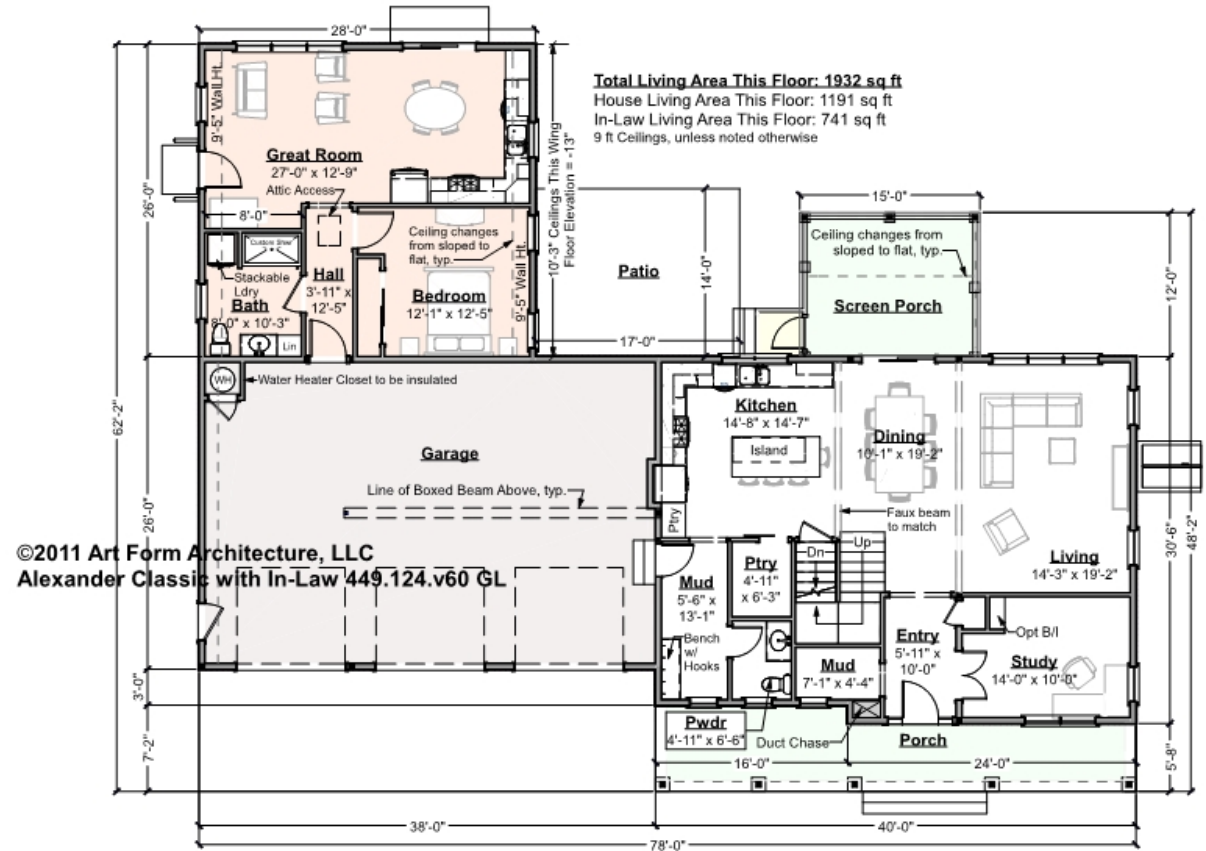 28'-0"
Total Living Area This Floor: 1932 sq ft
House Living Area This Floor: 1191 sq ft
In-Law Living Area This Floor: 741 sq ft
9 ft Ceilings, unless noted otherwise
9'-5" Wall Ht.
Great Room
27'-0" x 12'-9"
Attic Access
8'-0"
26'-0"
10'-3" Ceilings This Wing
Floor Elevation = -13"
Ceiling changes
from sloped to
flat, typ.
9'-5" Wall Ht.
Stackable
Ldry
Bath
8'-0" x 10'-3"
Lin
Hall
3'-11" x
12'-5"
Bedroom
12'-1" x 12'-5"
Patio
14'-0"
17'-0"
15'-0"
Ceiling changes from
sloped to flat, typ.
Screen Porch
12'-0"
WH
Water Heater Closet to be insulated
Garage
Line of Boxed Beam Above, typ.
62'-2"
26'-0"
©2011 Art Form Architecture, LLC
Alexander Classic with In-Law 449.124.v60 GL
Kitchen
14'-8" x 14'-7"
Island
Ptry
Dining
10'-1" x 19'-2"
Faux beam
to match
Living
14'-3" x 19'-2"
30'-6"
48'-2"
Mud
5'-6" x
13'-1"
Bench
w/
Hooks
Ptry
4'-11"
x 6'-3"
Dn
Up
Mud
7'-1" x 4'-4"
Entry
5'-11" x
10'-0"
Opt B/I
Study
14'-0" x 10'-0"
3'-0"
7'-2"
Pwdr
4'-11" x 6'-6"
Duct Chase
Porch
5'-8"
16'-0"
24'-0"
38'-0"
40'-0"
78'-0"